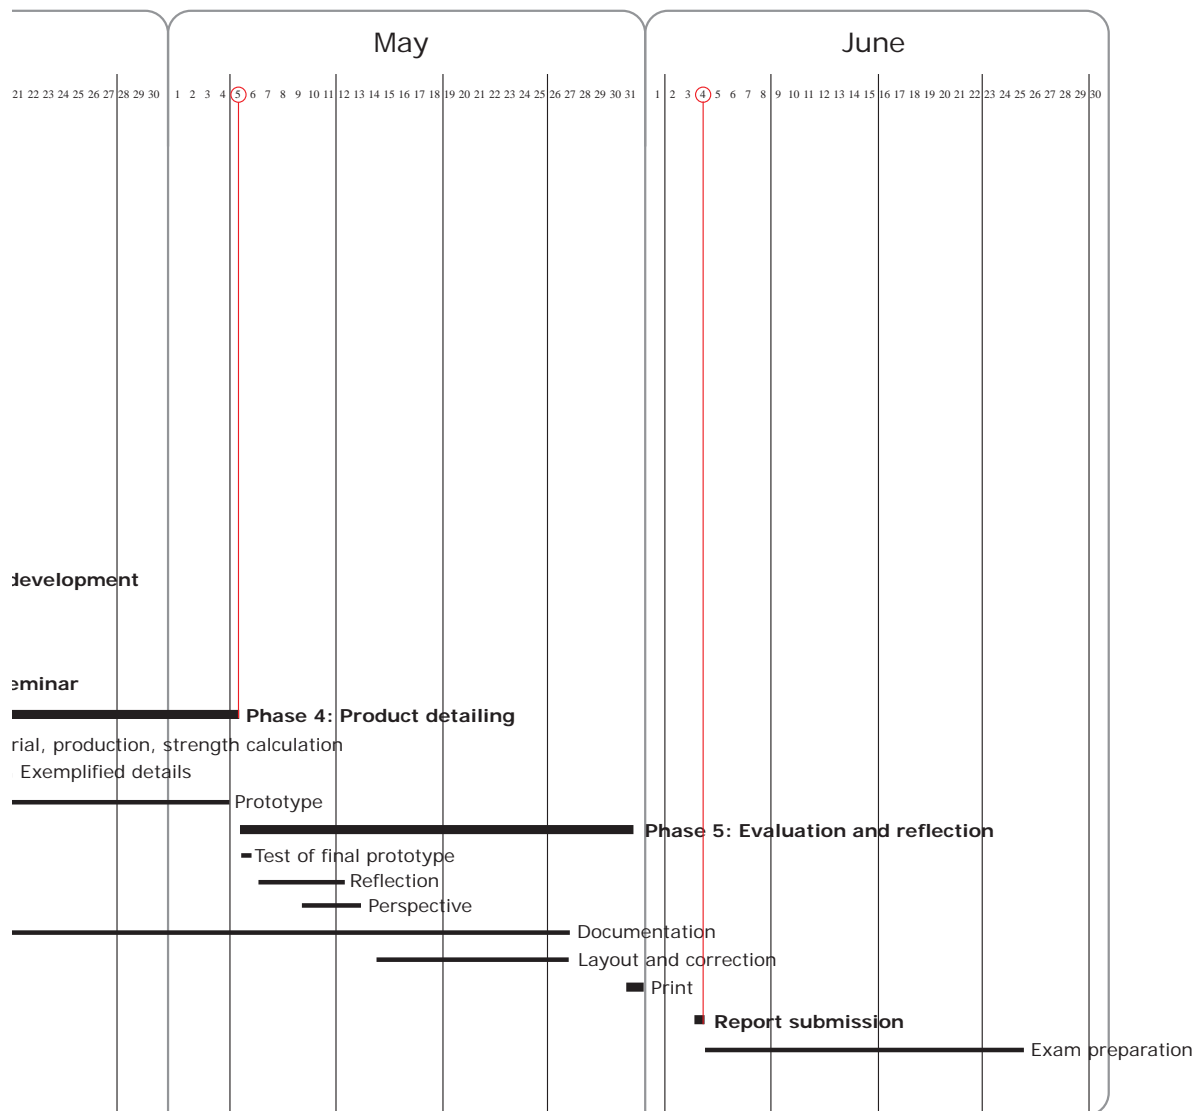 May June
21 22 23 24 25 26 27 28 29 30 1 2 3 4 5 6 7 8 9 10 11 12 13 14 15 16 17 18 19 20 21 22 23 24 25 26 27 28 29 30 31 1 2 3 4 5 6 7 8 9 10 11 12 13 14 15 16 17 18 19 20 21 22 23 24 25 26 27 28 29 30
development
eminar
Phase 4: Product detailing
rial, production, strength calculation
Exemplified details
Prototype
Phase 5: Evaluation and reflection
Test of final prototype
Reflection
Perspective
Documentation
Layout and correction
Print
Report submission
Exam preparation